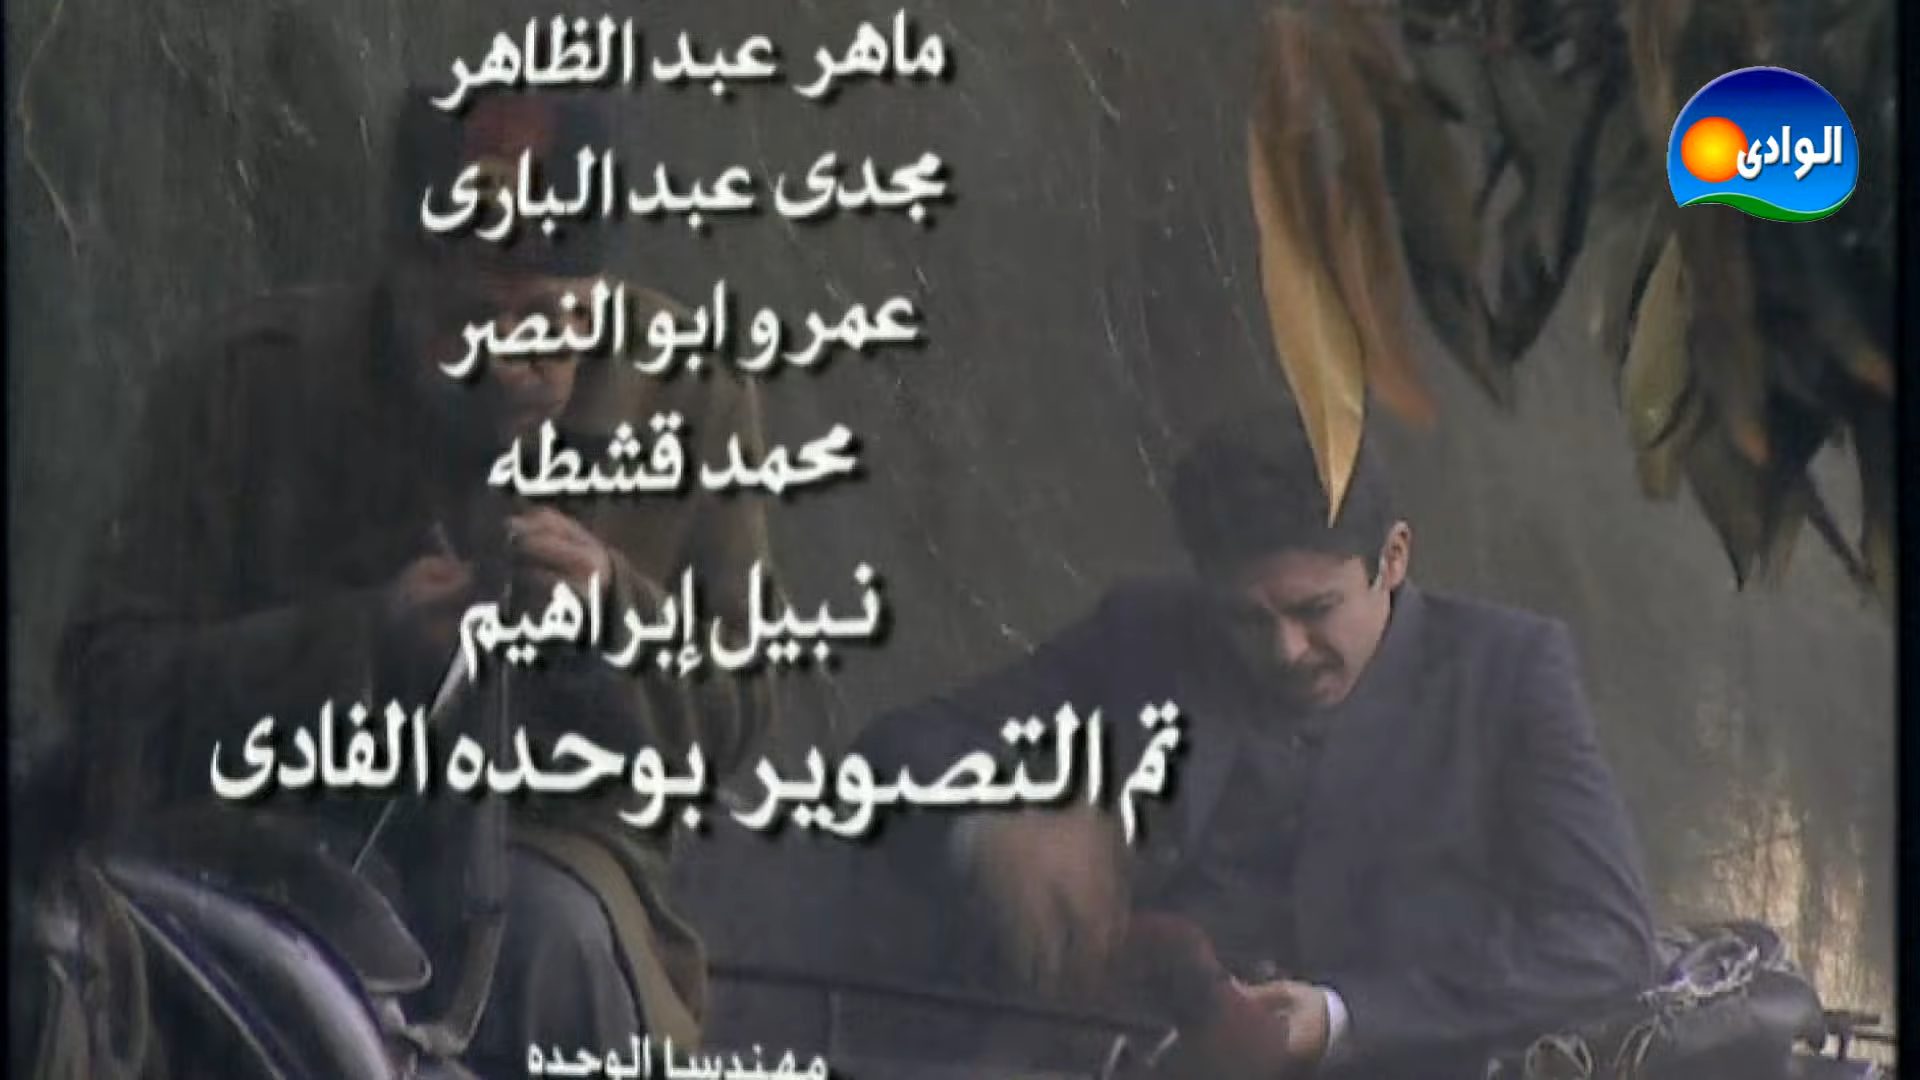 ماهر عبد الظاهر
الوادى
مجدى عبد البارى
عمرو ابو النصر
محمد قشطه
نبيل إبراهيم
تم التصوير بوحده الفادى
مهندسا الوحده